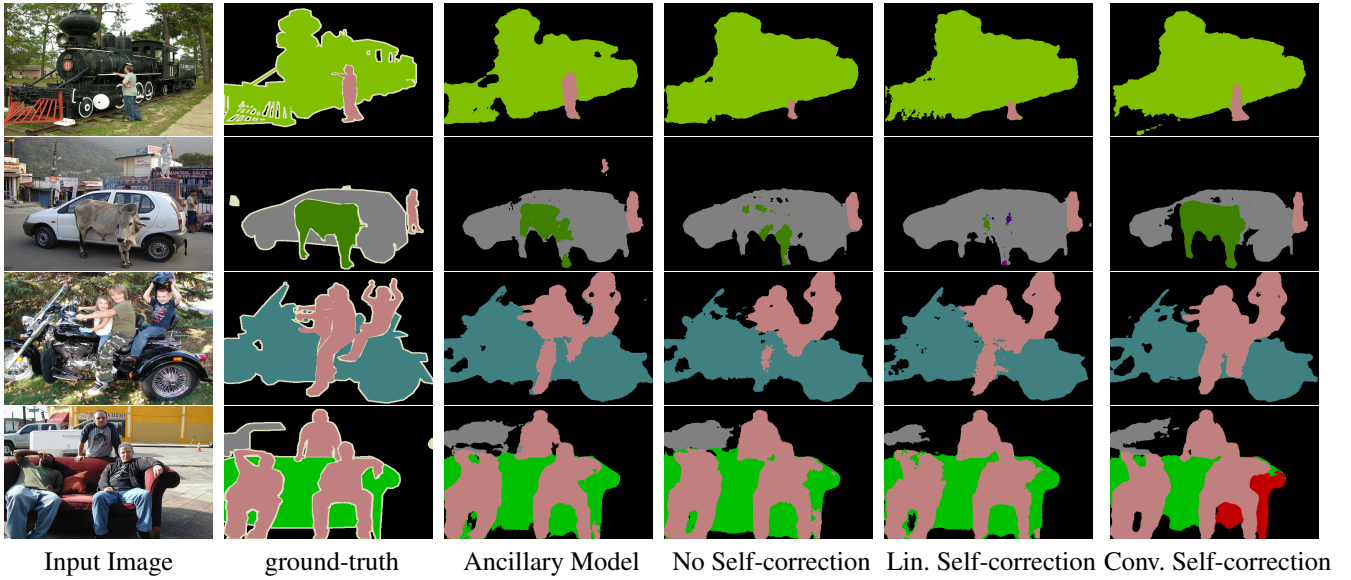 Input Image
ground-truth
Ancillary Model
No Self-correction
Lin. Self-correction
Conv. Self-correction